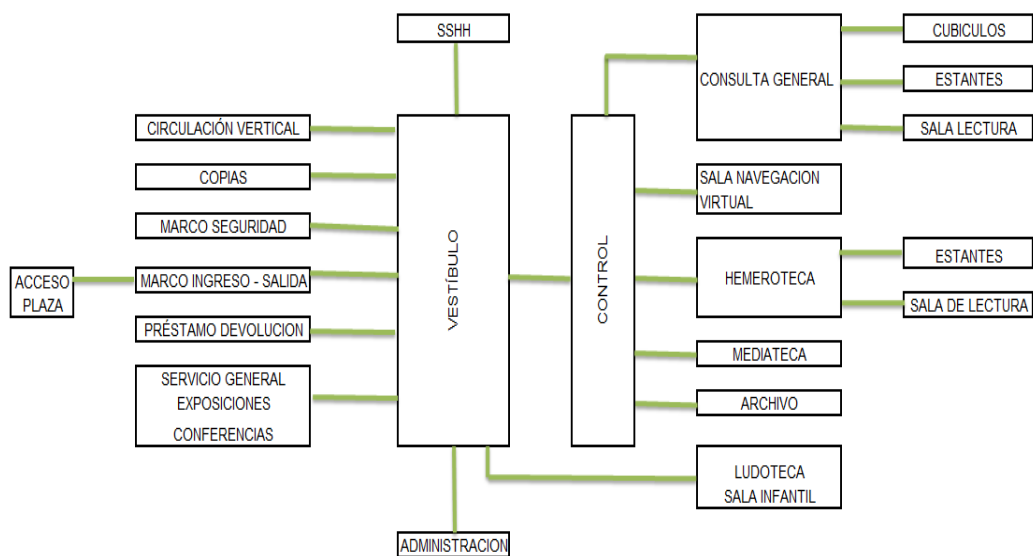 SSHH
CUBICULOS
CONSULTA GENERAL
ESTANTES
SALA LECTURA
CIRCULACIÓN VERTICAL
COPIAS
SALA NAVEGACION
VIRTUAL
MARCO SEGURIDAD
VESTÍBULO
CONTROL
ACCESO
PLAZA
MARCO INGRESO - SALIDA
HEMEROTECA
ESTANTES
SALA DE LECTURA
PRÉSTAMO DEVOLUCION
MEDIATECA
SERVICIO GENERAL
EXPOSICIONES
CONFERENCIAS
ARCHIVO
LUDOTECA
SALA INFANTIL
ADMINISTRACION